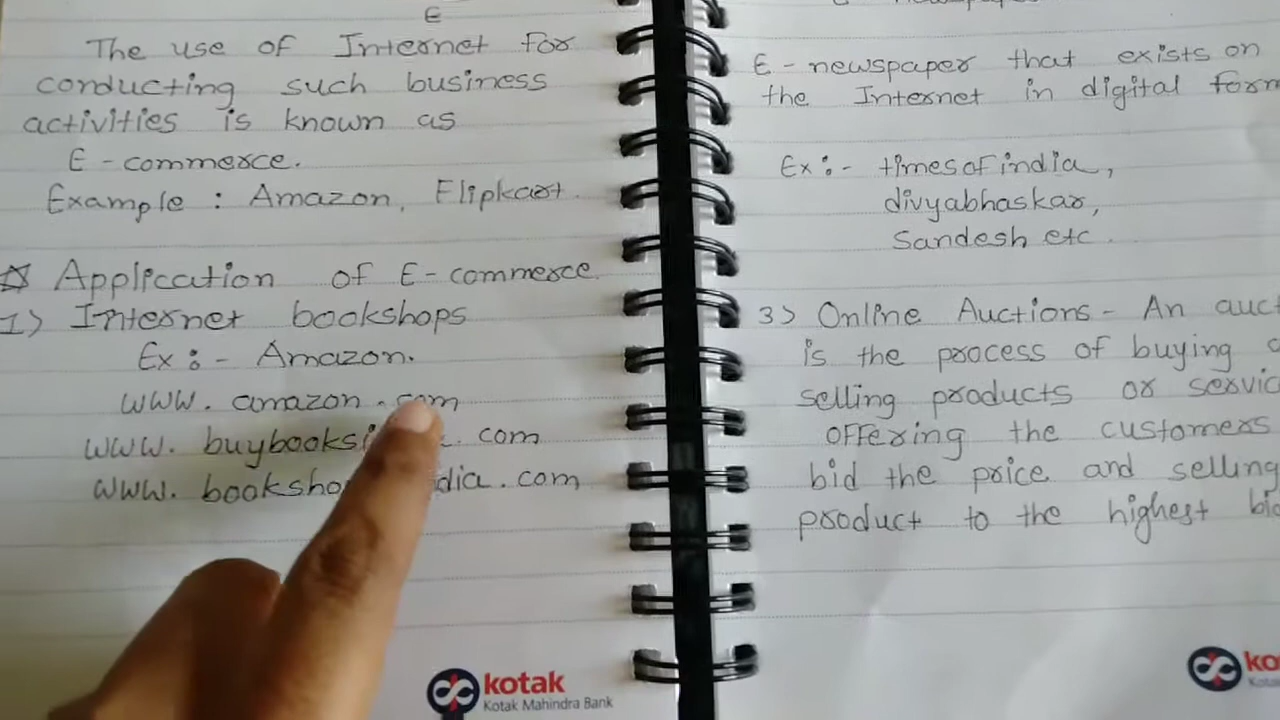 E
The use of Internet for
conducting such business
activities is known as
E-commerce.
Example : Amazon, Flipkart.
Application of E-commerce
1) Internet bookshops
Ex :- Amazon.
www.amazon.com
www. .com
www. .com
kotak
Kotak Mahindra Bank
E-newspaper that exists on
the Internet in digital form
Ex :- timesofindia,
divyabhaskar,
Sandesh etc.
3) Online Auctions - An
is the process of buying
selling products or
offering the customers
bid the price and selling
product to the highest